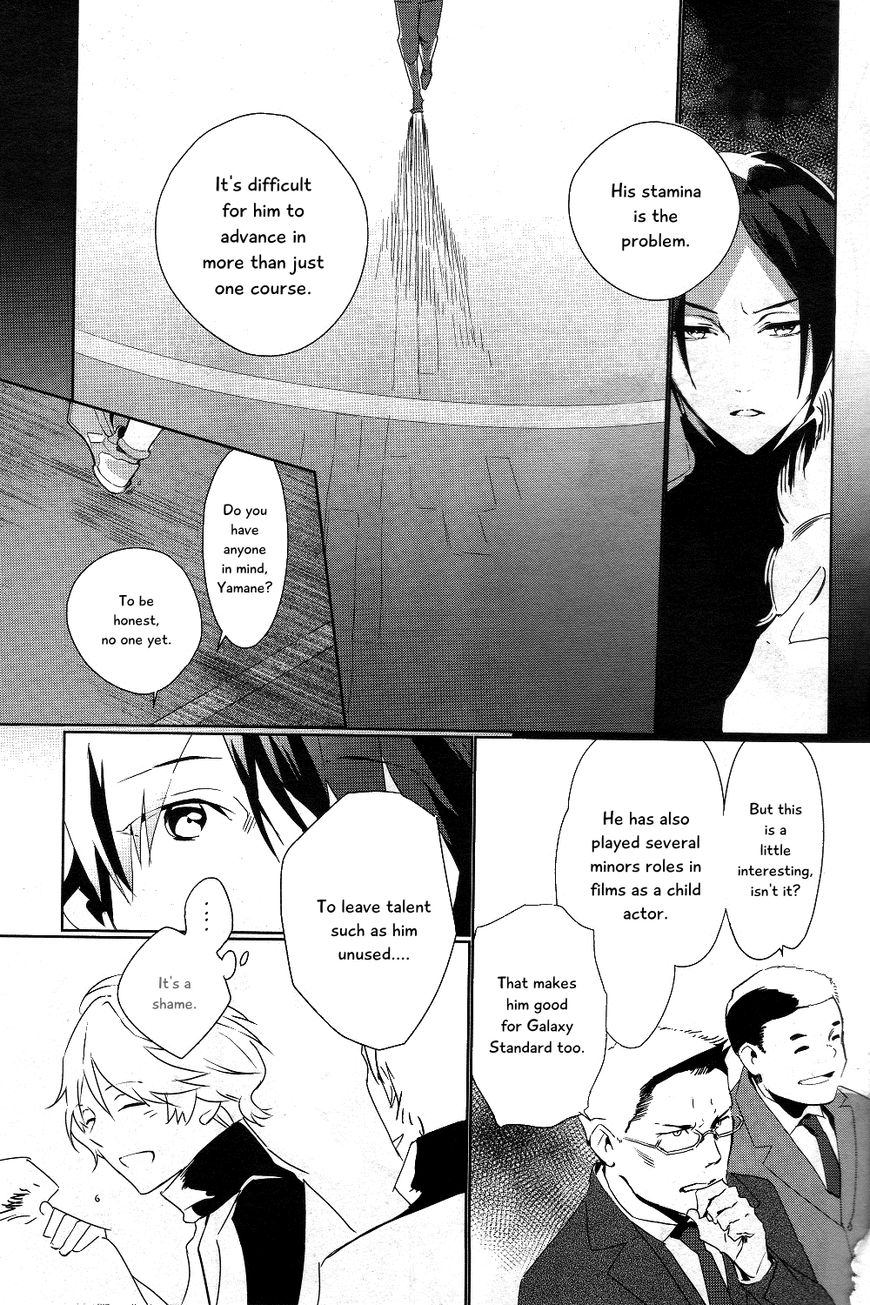 His stamina
is the
problem.
It's difficult
for him to
advance in
more than just
one course.
Do you
have
anyone
in mind,
Yamane?
To be
honest,
no one yet.
But this
is a
little
interesting,
isn't it?
He has also
played several
minors roles in
films as a child
actor.
That makes
him good
for Galaxy
Standard too.
To leave talent
such as him
unused....
....
It's a
shame.